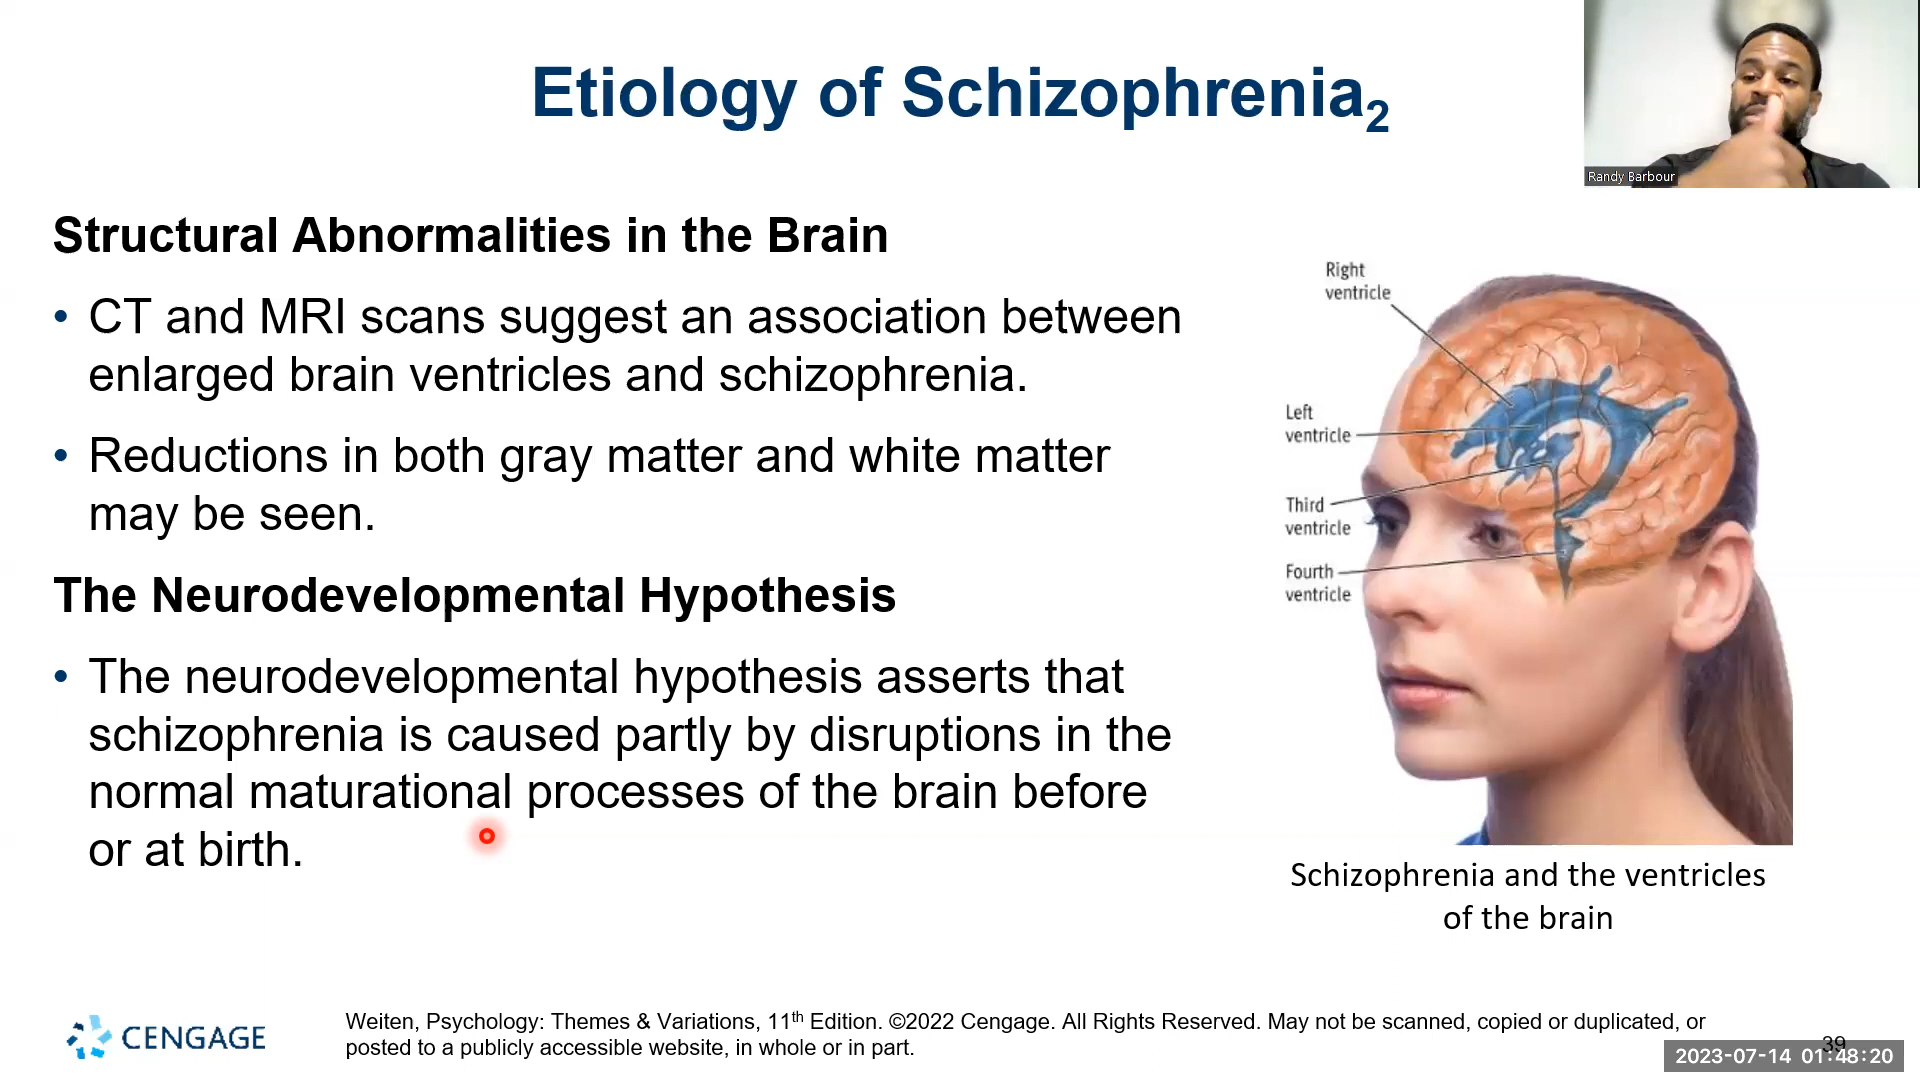 Etiology of Schizophrenia2
Randy Barbour
Structural Abnormalities in the Brain
• CT and MRI scans suggest an association between
enlarged brain ventricles and schizophrenia.
• Reductions in both gray matter and white matter
may be seen.
The Neurodevelopmental Hypothesis
• The neurodevelopmental hypothesis asserts that
schizophrenia is caused partly by disruptions in the
normal maturational processes of the brain before
or at birth.
Right
ventricle
Left
ventricle
Third
ventricle
Fourth
ventricle
Schizophrenia and the ventricles
of the brain
CENGAGE
Weiten, Psychology: Themes & Variations, 11th Edition. ©2022 Cengage. All Rights Reserved. May not be scanned, copied or duplicated, or
posted to a publicly accessible website, in whole or in part.
39
2023-07-14 01:48:20